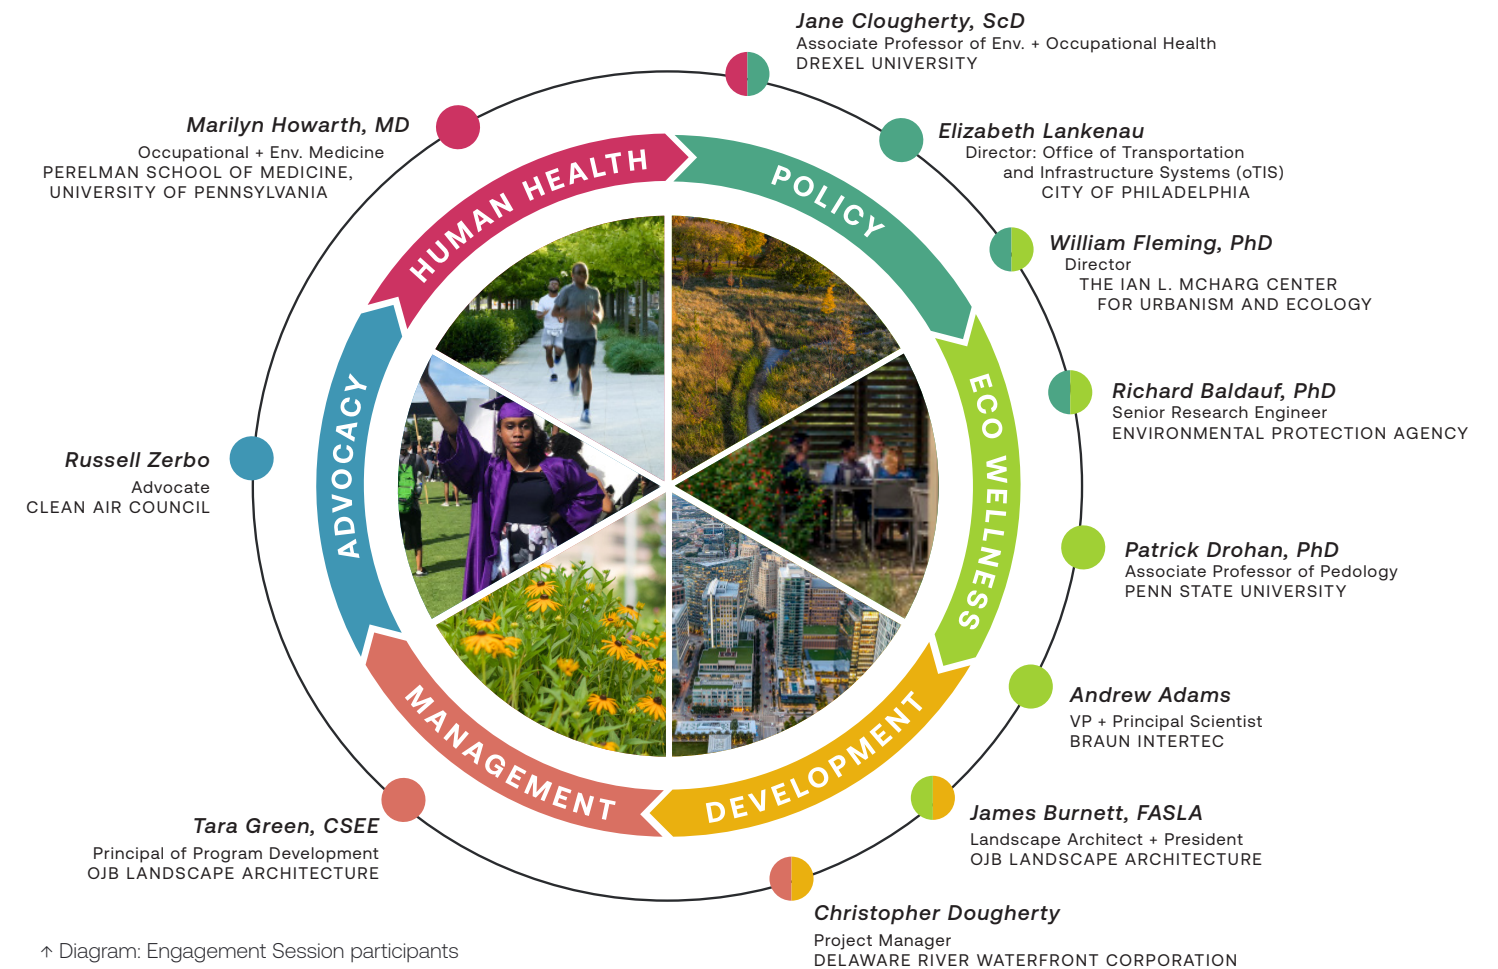 Jane Clougherty, ScD
Associate Professor of Env. + Occupational Health
DREXEL UNIVERSITY
Marilyn Howarth, MD
Occupational + Env. Medicine
PERELMAN SCHOOL OF MEDICINE,
UNIVERSITY OF PENNSYLVANIA
Elizabeth Lankenau
Director: Office of Transportation
and Infrastructure Systems (oTIS)
CITY OF PHILADELPHIA
William Fleming, PhD
Director
THE IAN L. MCHARG CENTER
FOR URBANISM AND ECOLOGY
Richard Baldauf, PhD
Senior Research Engineer
ENVIRONMENTAL PROTECTION AGENCY
Russell Zerbo
Advocate
CLEAN AIR COUNCIL
Patrick Drohan, PhD
Associate Professor of Pedology
PENN STATE UNIVERSITY
Andrew Adams
VP + Principal Scientist
BRAUN INTERTEC
James Burnett, FASLA
Landscape Architect + President
OJB LANDSCAPE ARCHITECTURE
Tara Green, CSEE
Principal of Program Development
OJB LANDSCAPE ARCHITECTURE
Christopher Dougherty
Project Manager
DELAWARE RIVER WATERFRONT CORPORATION
HUMAN HEALTH
POLICY
ECO WELLNESS
DEVELOPMENT
MANAGEMENT
ADVOCACY
↑ Diagram: Engagement Session participants